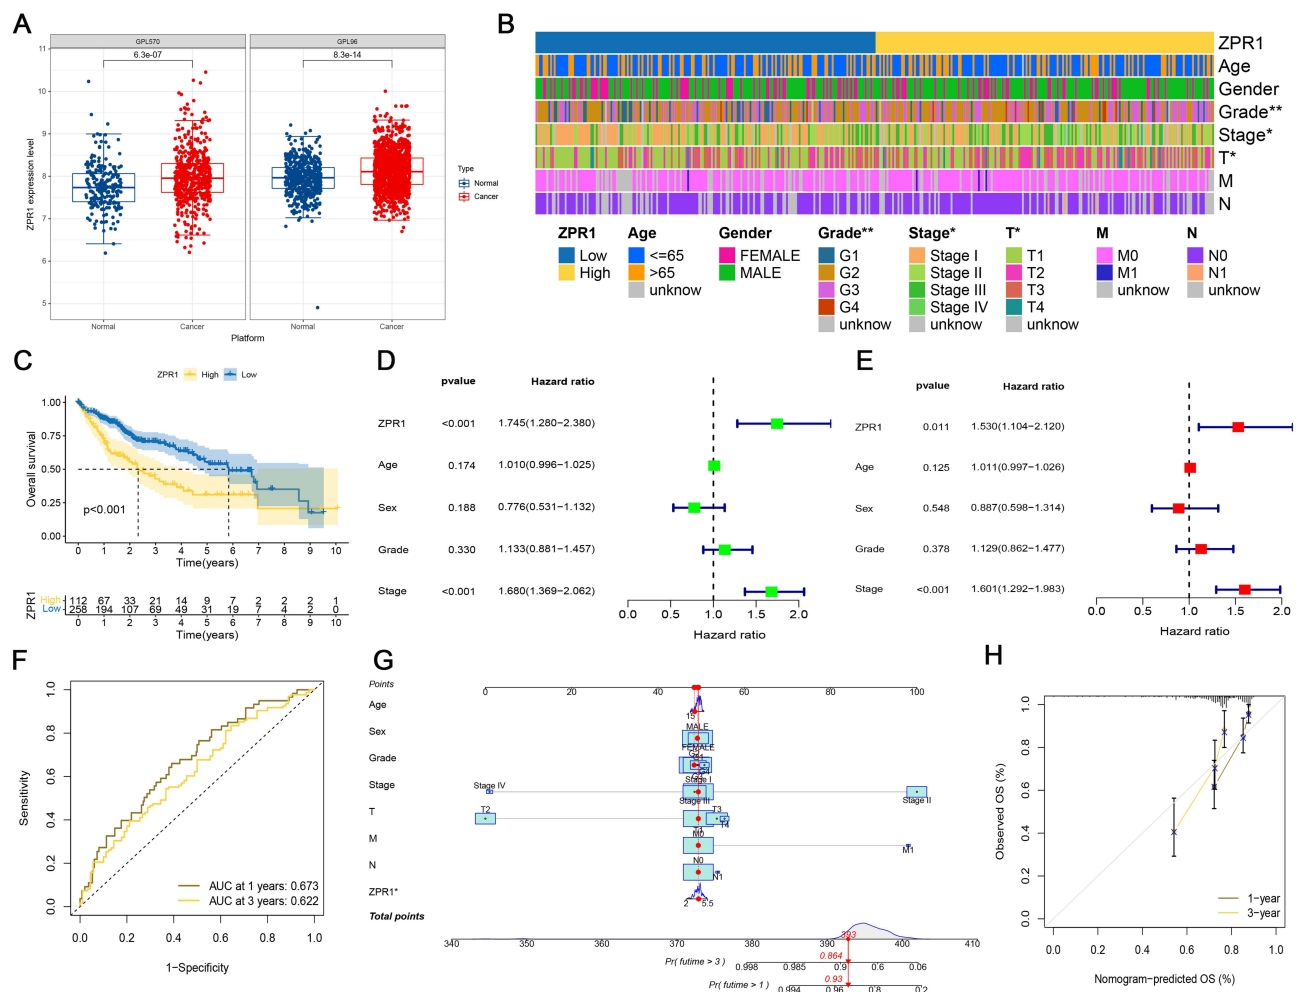 A
GPL570
GPL96
6.3e-07
8.3e-14
11
10
9
8
7
6
5
ZPR1 expression level
Type
Normal
Cancer
Normal
Cancer
Normal
Cancer
Platform
B
ZPR1
Age
Gender
Grade**
Stage*
T*
M
N
ZPR1
Low
High
Age
<=65
>65
unknow
Gender
FEMALE
MALE
Grade**
G1
G2
G3
G4
unknow
Stage*
Stage I
Stage II
Stage III
Stage IV
unknow
T*
T1
T2
T3
T4
unknow
M
M0
M1
unknow
N
N0
N1
unknow
C
ZPR1 High Low
1.00
0.75
0.50
0.25
0.00
Overall survival
p<0.001
0 1 2 3 4 5 6 7 8 9 10
Time(years)
ZPR1
High 112 67 33 21 14 9 7 2 2 2 1
Low 258 194 107 69 49 31 19 7 4 2 0
0 1 2 3 4 5 6 7 8 9 10
Time(years)
D
pvalue Hazard ratio
ZPR1 <0.001 1.745(1.280−2.380)
Age 0.174 1.010(0.996−1.025)
Sex 0.188 0.776(0.531−1.132)
Grade 0.330 1.133(0.881−1.457)
Stage <0.001 1.680(1.369−2.062)
0.0 0.5 1.0 1.5 2.0
Hazard ratio
E
pvalue Hazard ratio
ZPR1 0.011 1.530(1.104−2.120)
Age 0.125 1.011(0.997−1.026)
Sex 0.548 0.887(0.598−1.314)
Grade 0.378 1.129(0.862−1.477)
Stage <0.001 1.601(1.292−1.983)
0.0 0.5 1.0 1.5 2.0
Hazard ratio
F
1.0
0.8
0.6
0.4
0.2
0.0
Sensitivity
AUC at 1 years: 0.673
AUC at 3 years: 0.622
0.0 0.2 0.4 0.6 0.8 1.0
1−Specificity
G
Points
0 20 40 60 80 100
Age
15
Sex
MALE
FEMALE
Grade
Stage
Stage IV
Stage I
Stage III
Stage II
T
T2
T3
T4
M
M0
M1
N
N0
N1
ZPR1*
2 5.5
Total points
340 350 360 370 380 390 400 410
393
0.864
Pr( futime > 3 )
0.998 0.985 0.9 0.6 0.06
0.93
Pr( futime > 1 )
0.994 0.96 0.8 0.2
H
1.0
0.8
0.6
0.4
0.2
0.0
Observed OS (%)
1−year
3−year
0.0 0.2 0.4 0.6 0.8 1.0
Nomogram−predicted OS (%)